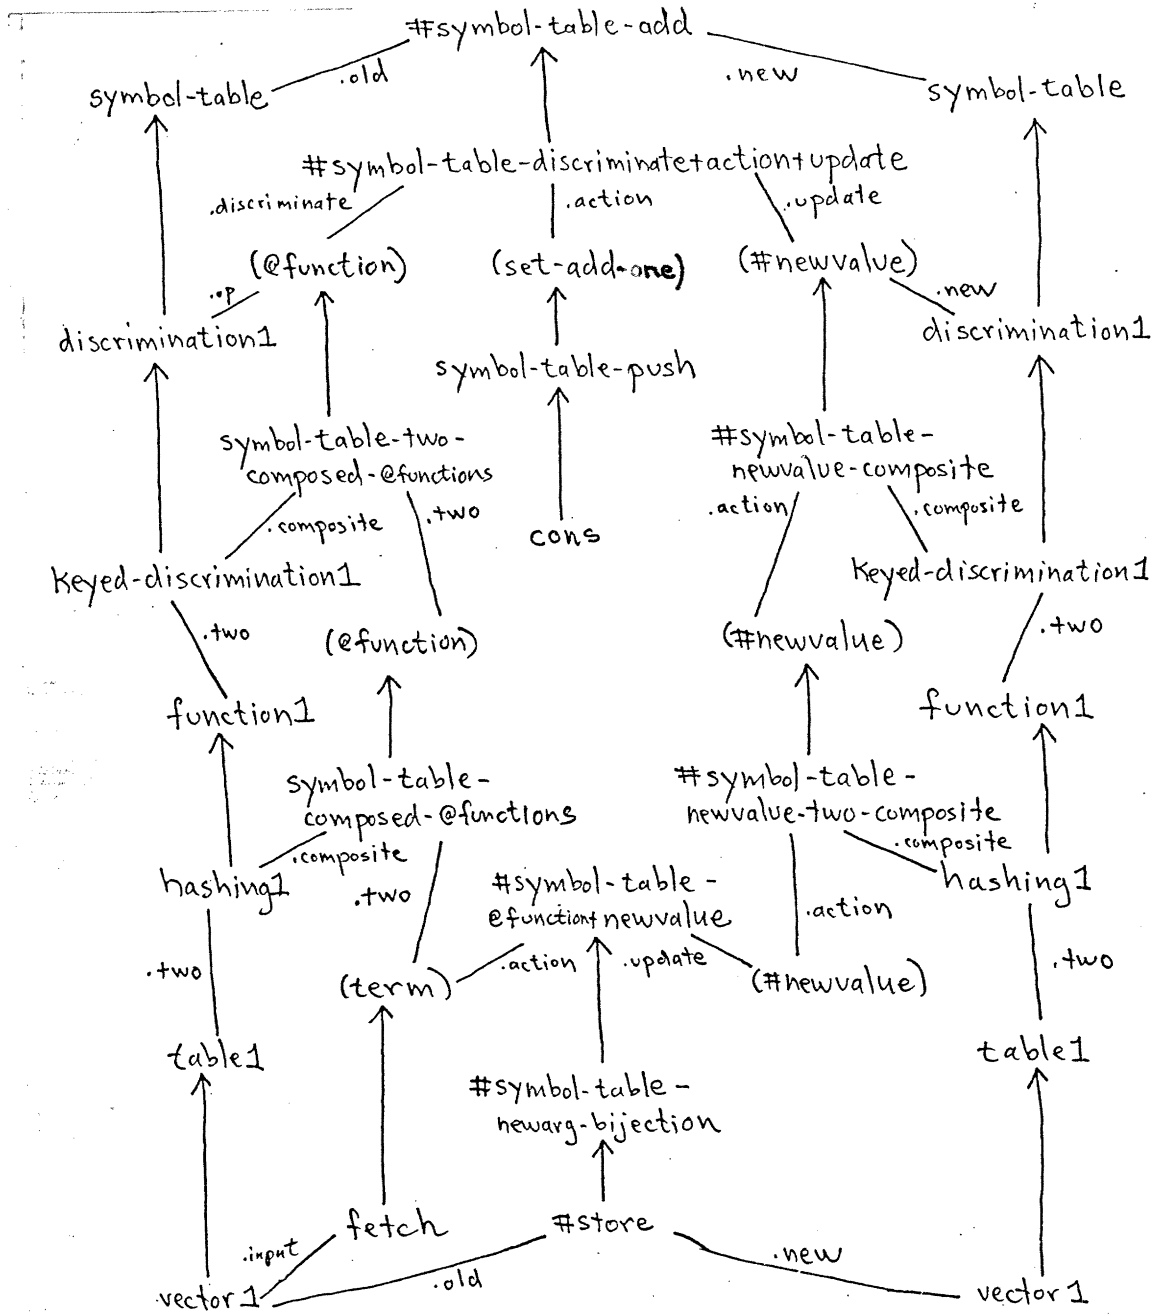 #symbol-table-add
.old
.new
symbol-table
symbol-table
#symbol-table-discriminate+action+update
.discriminate
.action
.update
(@function)
(set-add-one)
(#newvalue)
.op
.new
discrimination1
discrimination1
symbol-table-push
symbol-table-two-
composed-@functions
#symbol-table-
newvalue-composite
.composite
.two
.action
.composite
cons
keyed-discrimination1
keyed-discrimination1
.two
(@function)
(#newvalue)
.two
function1
function1
symbol-table-
composed-@functions
#symbol-table-
newvalue-two-composite
.composite
.composite
hashing1
.two
#symbol-table-
@function+newvalue
.action
hashing1
.two
.action
.update
.two
(term)
(#newvalue)
table1
table1
#symbol-table-
newarg-bijection
fetch
#store
.input
.old
.new
vector1
vector1